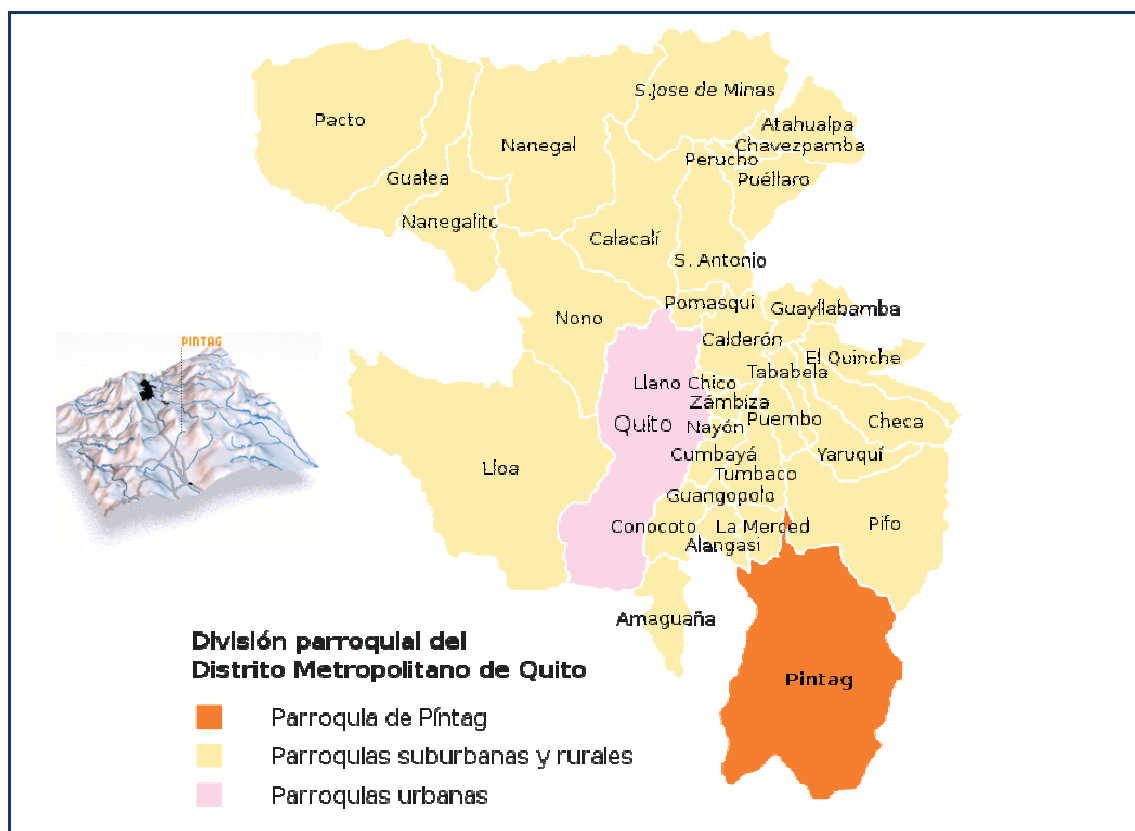 S.Jose de Minas
Pacto
Atahualpa
Nanegal
Chavezpamba
Perucho
Gualea
Puéllaro
Nanegalito
Calacalí
S. Antonio
Pomasqui
Guayllabamba
Nono
Calderón
PINTAG
El Quinche
Tababela
Llano Chico
Zámbiza
Puembo
Checa
Quito
Nayón
Cumbayá
Yaruquí
Lloa
Tumbaco
Guangopolo
Conocoto
La Merced
Pifo
Alangasi
Amaguaña
División parroquial del
Distrito Metropolitano de Quito
Pintag
Parroquia de Píntag
Parroquias suburbanas y rurales
Parroquias urbanas